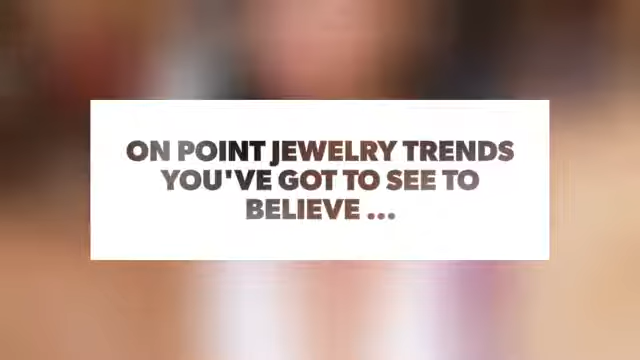 ON POINT JEWELRY TRENDS
YOU'VE GOT TO SEE TO
BELIEVE ...